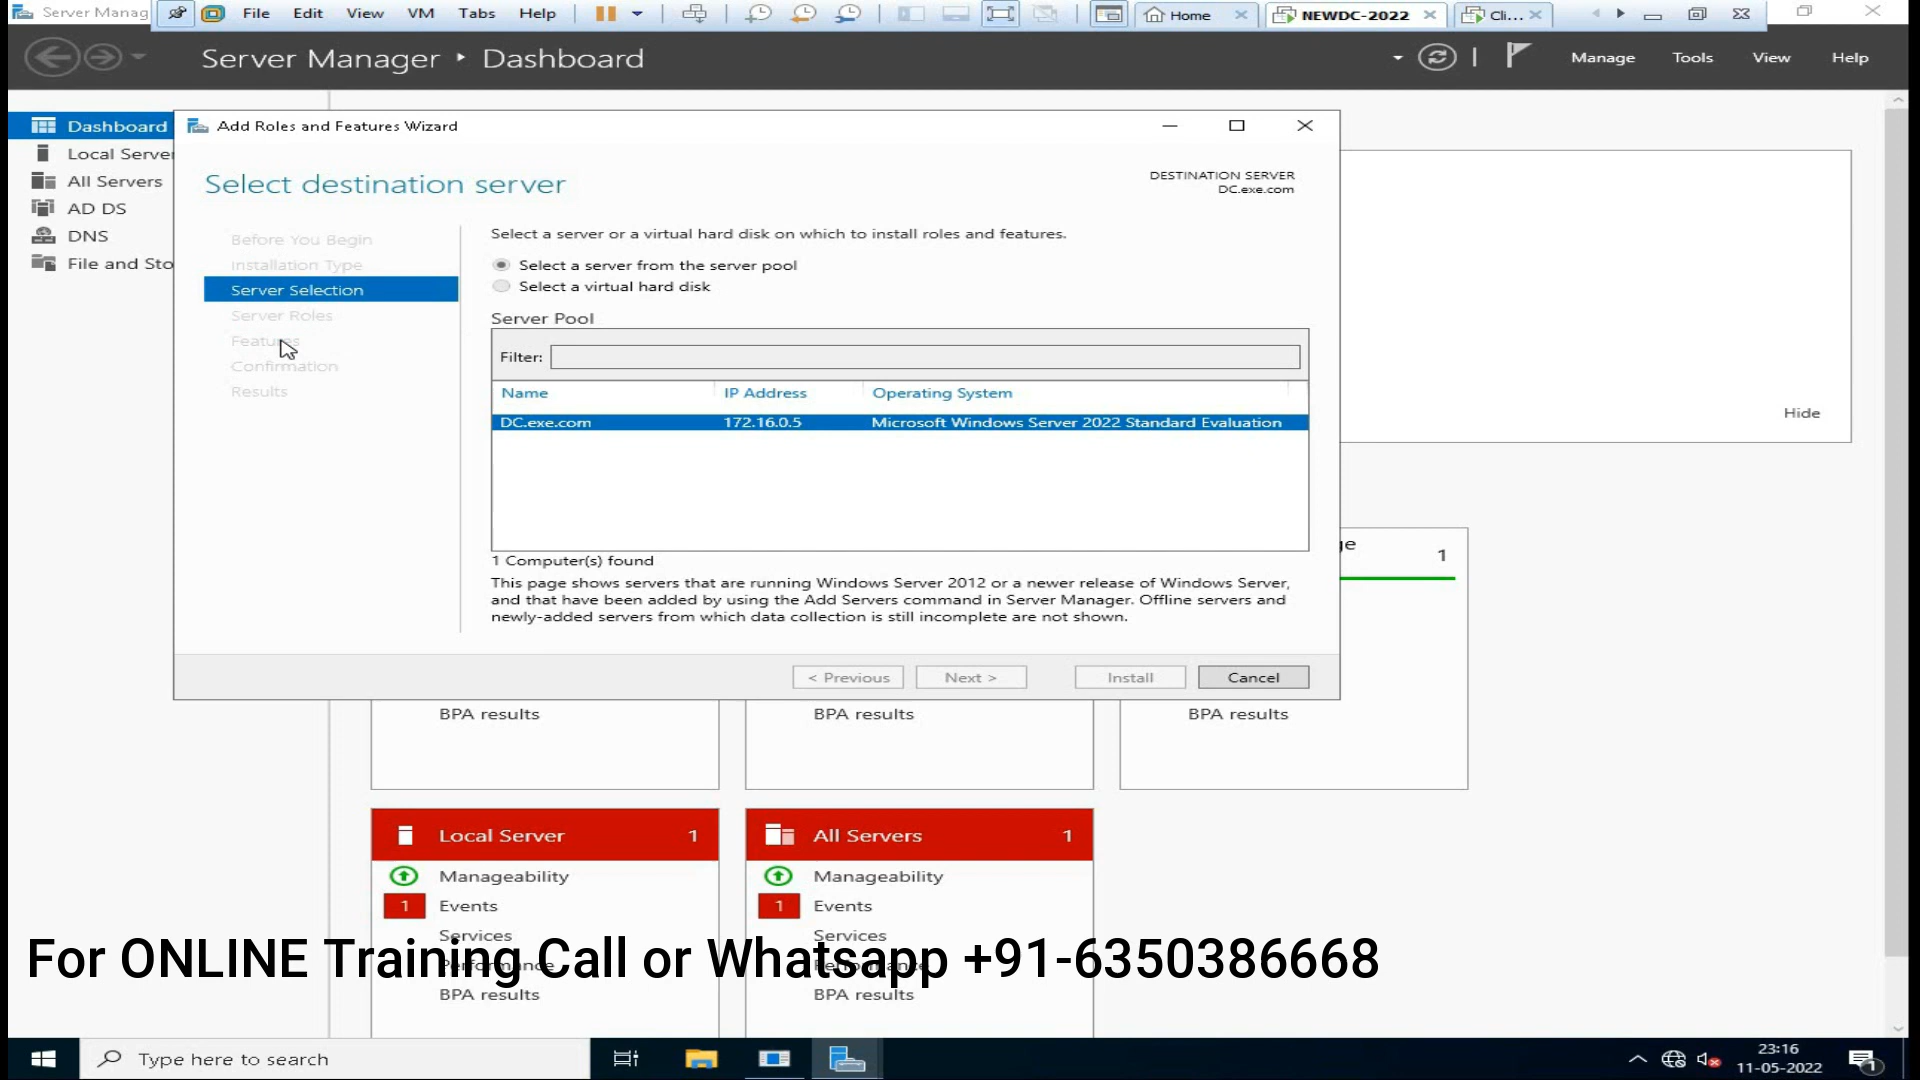 Server Manag
File Edit View VM Tabs Help
Home
NEWDC-2022
Cli...
Server Manager
Dashboard
Manage Tools View Help
Dashboard
Local Server
All Servers
AD DS
DNS
File and Sto
Add Roles and Features Wizard
Select destination server
DESTINATION SERVER
DC.exe.com
Before You Begin
Installation Type
Server Selection
Server Roles
Features
Confirmation
Results
Select a server or a virtual hard disk on which to install roles and features.
Select a server from the server pool
Select a virtual hard disk
Server Pool
Filter:
Name IP Address Operating System
DC.exe.com 172.16.0.5 Microsoft Windows Server 2022 Standard Evaluation
1 Computer(s) found
This page shows servers that are running Windows Server 2012 or a newer release of Windows Server,
and that have been added by using the Add Servers command in Server Manager. Offline servers and
newly-added servers from which data collection is still incomplete are not shown.
< Previous Next > Install Cancel
Hide
1
BPA results
BPA results
BPA results
Local Server 1
Manageability
1 Events
Services
Performance
BPA results
All Servers 1
Manageability
1 Events
Services
Performance
BPA results
For ONLINE Training Call or Whatsapp +91-6350386668
Type here to search
23:16
11-05-2022
1